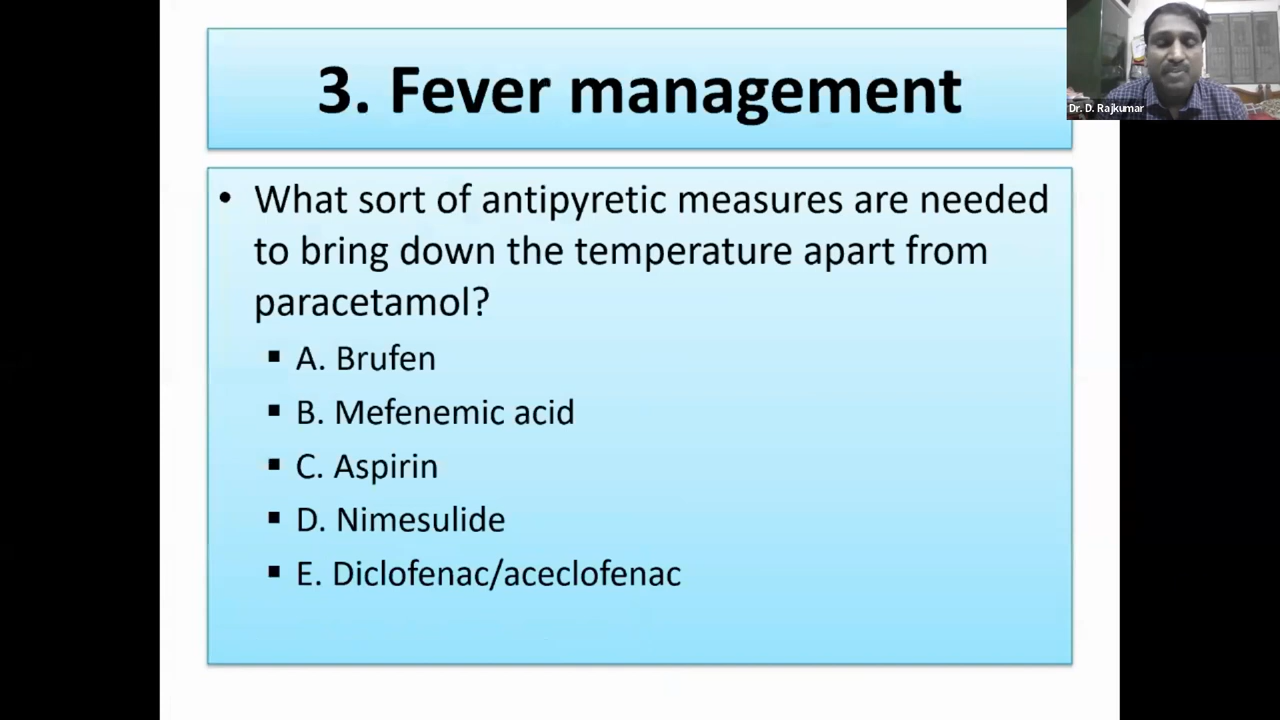 3. Fever management
Dr. D. Rajkumar
• What sort of antipyretic measures are needed
to bring down the temperature apart from
paracetamol?
▪ A. Brufen
▪ B. Mefenemic acid
▪ C. Aspirin
▪ D. Nimesulide
▪ E. Diclofenac/aceclofenac